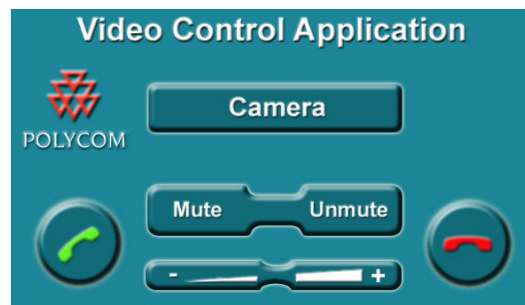 Video Control Application
Camera
POLYCOM
Mute Unmute
- +